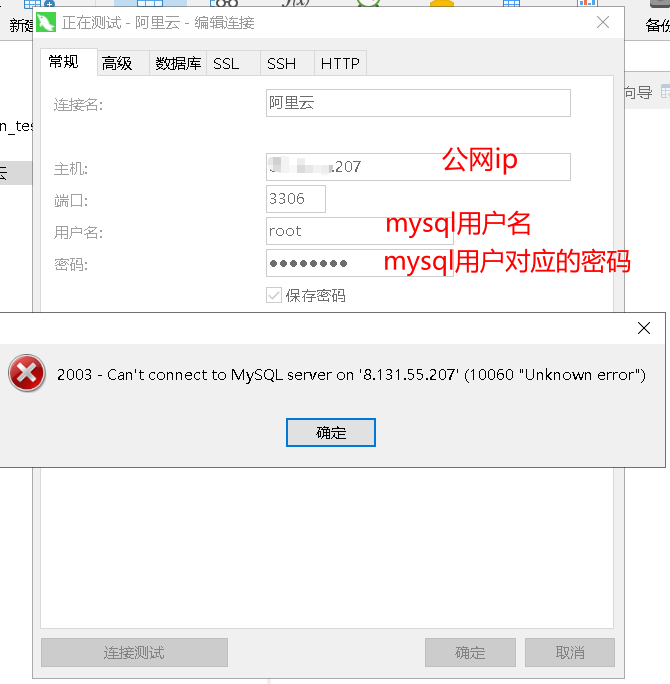 新建
正在测试 - 阿里云 - 编辑连接
备份
常规 高级 数据库 SSL SSH HTTP
连接名: 阿里云
向导
n_tes
云
主机: .207 公网ip
端口: 3306
用户名: root mysql用户名
密码: ●●●●●●●● mysql用户对应的密码
保存密码
2003 - Can't connect to MySQL server on '8.131.55.207' (10060 "Unknown error")
确定
连接测试 确定 取消